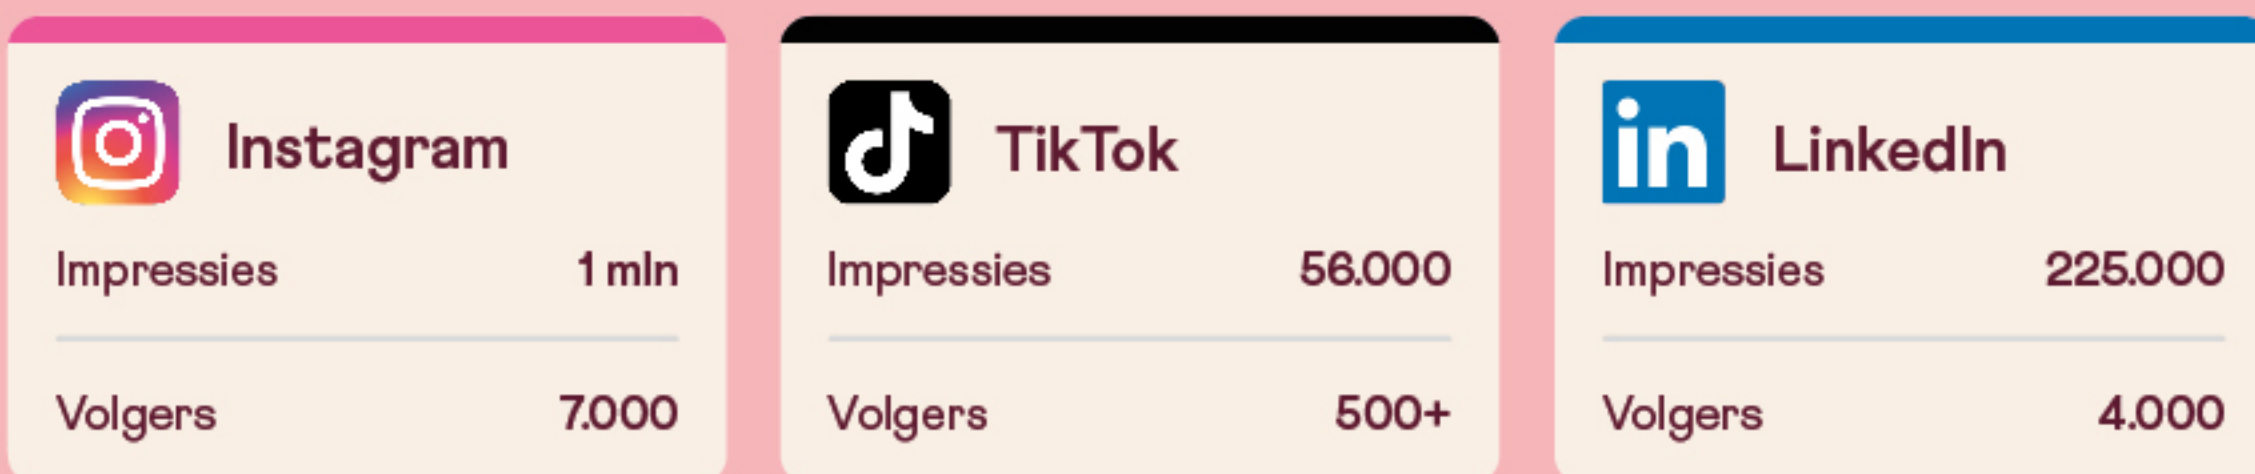 Instagram
Impressies 1 mln
Volgers 7.000
TikTok
Impressies 56.000
Volgers 500+
in
LinkedIn
Impressies 225.000
Volgers 4.000